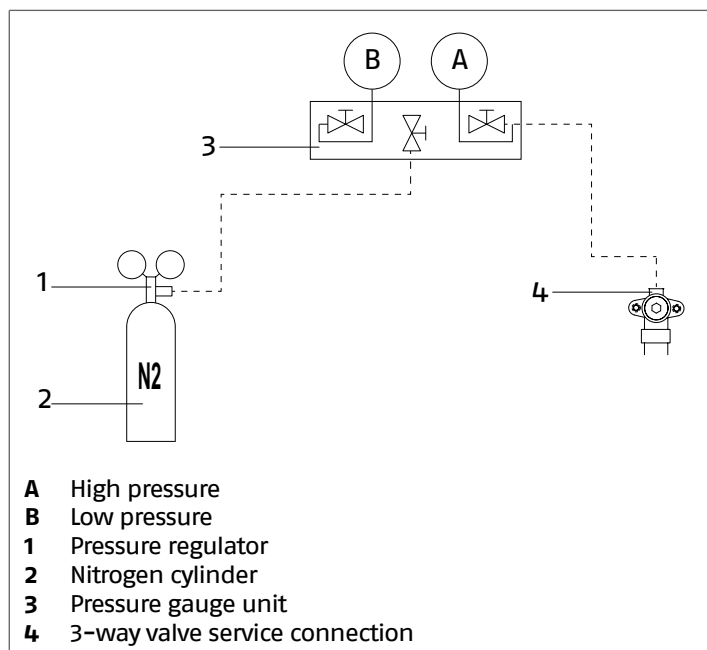 B A
3
1
4
N2
2
A High pressure
B Low pressure
1 Pressure regulator
2 Nitrogen cylinder
3 Pressure gauge unit
4 3-way valve service connection